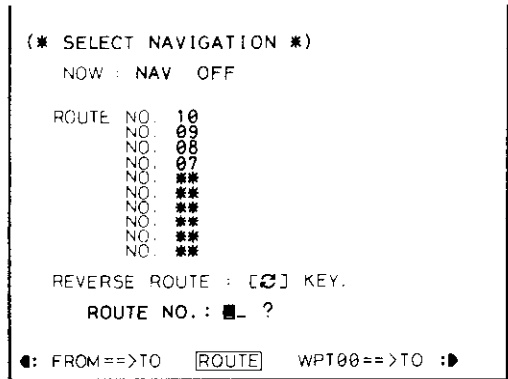 (* SELECT NAVIGATION *)
NOW : NAV OFF
ROUTE NO. 10
NO. 09
NO. 08
NO. 07
NO. **
NO. **
NO. **
NO. **
NO. **
NO. **
REVERSE ROUTE : [⟳] KEY.
ROUTE NO. : ■_ ?
◖: FROM==>TO ROUTE WPT00==>TO :◗